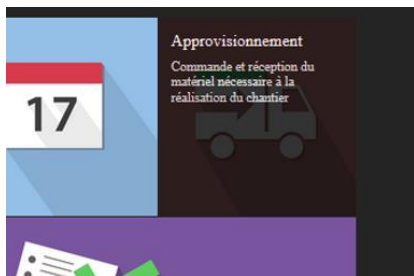 Approvisionnement
Commande et réception du
matériel nécessaire à la
réalisation du chantier
17